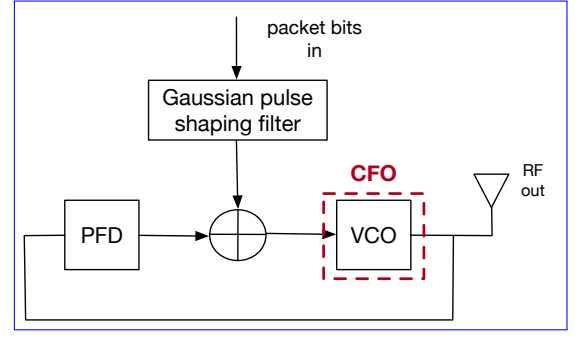 packet bits
in
Gaussian pulse
shaping filter
CFO
RF
out
PFD
VCO